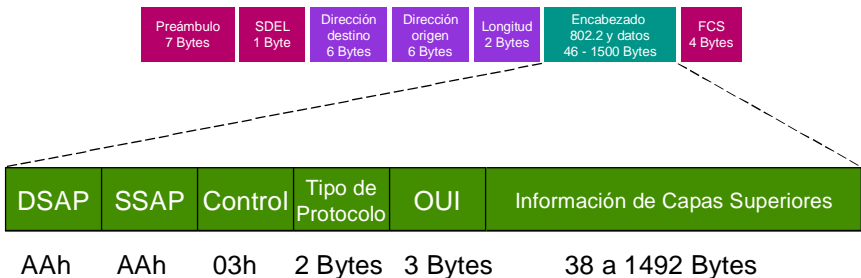 Preámbulo
7 Bytes
SDEL
1 Byte
Dirección
destino
6 Bytes
Dirección
origen
6 Bytes
Longitud
2 Bytes
Encabezado
802.2 y datos
46 - 1500 Bytes
FCS
4 Bytes
DSAP
SSAP
Control
Tipo de
Protocolo
OUI
Información de Capas Superiores
AAh
AAh
03h
2 Bytes
3 Bytes
38 a 1492 Bytes